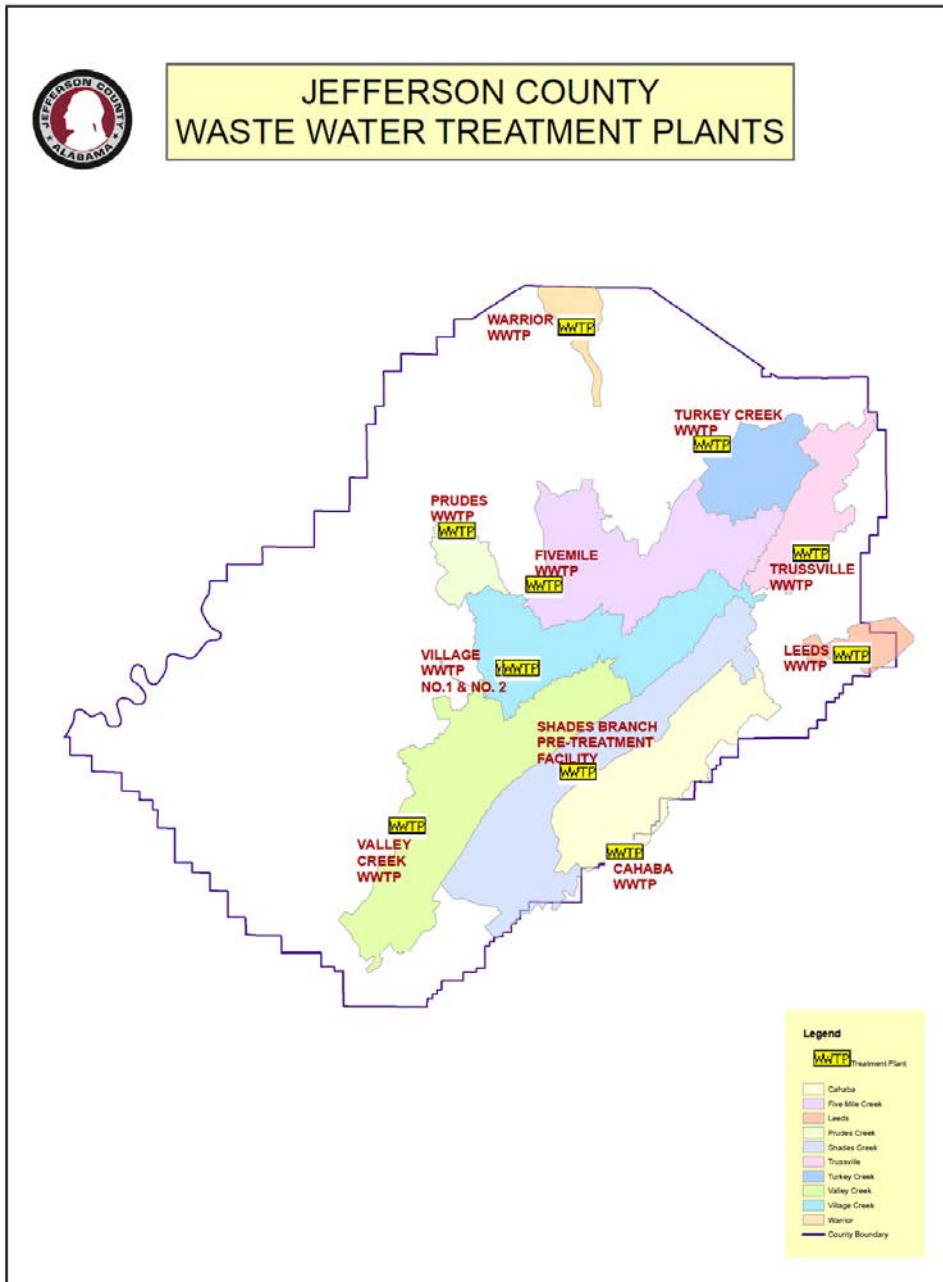 JEFFERSON COUNTY
ALABAMA
JEFFERSON COUNTY
WASTE WATER TREATMENT PLANTS
WARRIOR
WWTP
WWTP
TURKEY CREEK
WWTP
WWTP
PRUDES
WWTP
WWTP
FIVEMILE
WWTP
WWTP
WWTP
TRUSSVILLE
WWTP
VILLAGE
WWTP
NO.1 & NO. 2
WWTP
LEEDS
WWTP
WWTP
SHADES BRANCH
PRE-TREATMENT
FACILITY
WWTP
WWTP
VALLEY
CREEK
WWTP
WWTP
CAHABA
WWTP
Legend
WWTP Treatment Plant
Cahaba
Five Mile Creek
Leeds
Prudes Creek
Shades Creek
Trussville
Turkey Creek
Valley Creek
Village Creek
Warrior
County Boundary